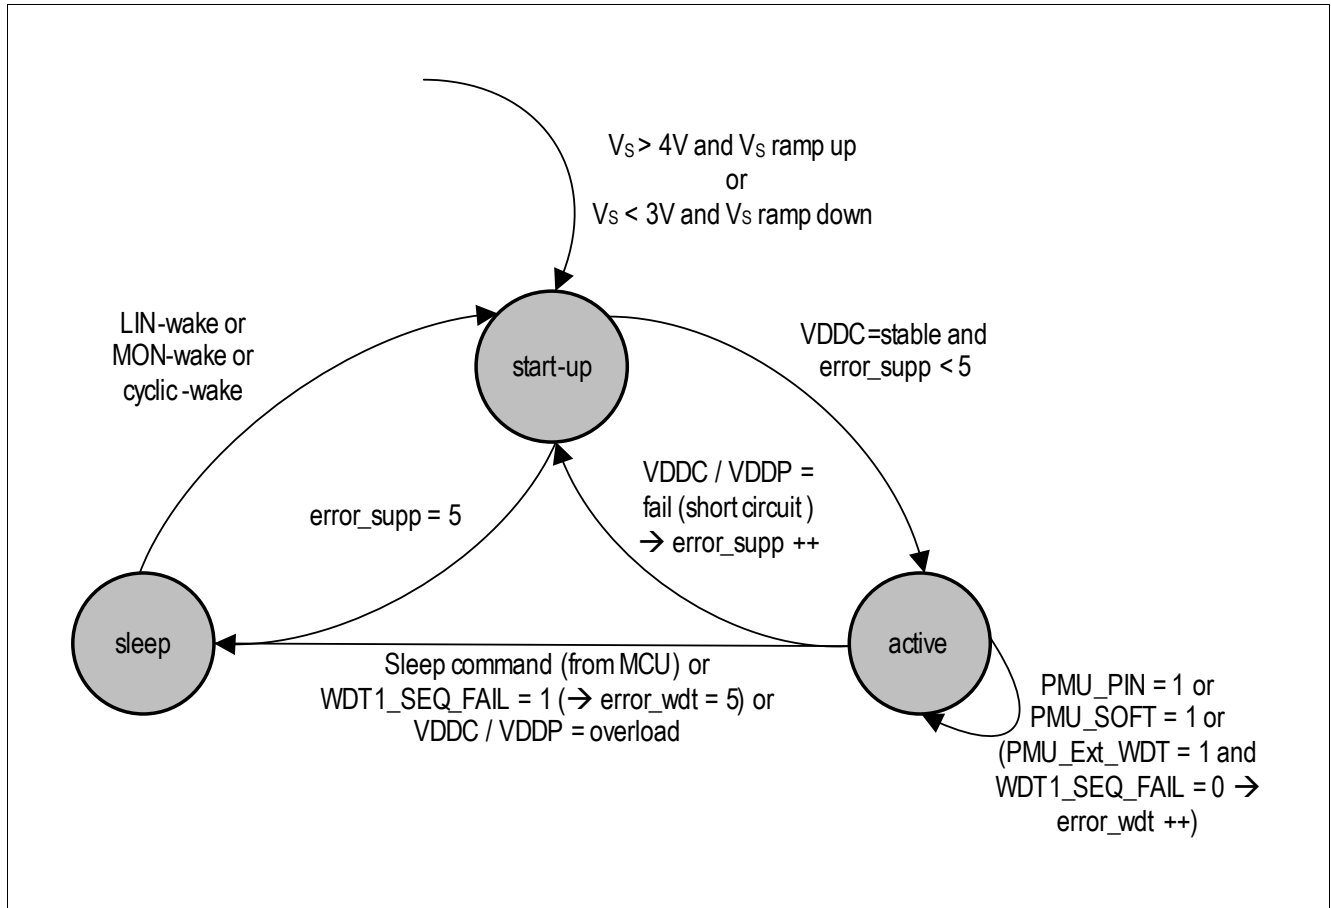 Vs > 4V and Vs ramp up
or
Vs < 3V and Vs ramp down
LIN-wake or
MON-wake or
cyclic -wake
start-up
VDDC=stable and
error_supp < 5
VDDC / VDDP =
fail (short circuit )
→ error_supp ++
error_supp = 5
sleep
active
Sleep command (from MCU) or
WDT1_SEQ_FAIL = 1 (→ error_wdt = 5) or
VDDC / VDDP = overload
PMU_PIN = 1 or
PMU_SOFT = 1 or
(PMU_Ext_WDT = 1 and
WDT1_SEQ_FAIL = 0 →
error_wdt ++)